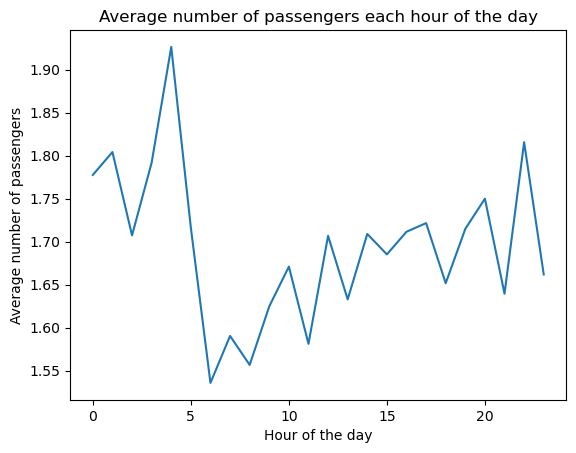 Average number of passengers each hour of the day
1.90
1.85
1.80
1.75
1.70
1.65
1.60
1.55
Average number of passengers
0 5 10 15 20
Hour of the day